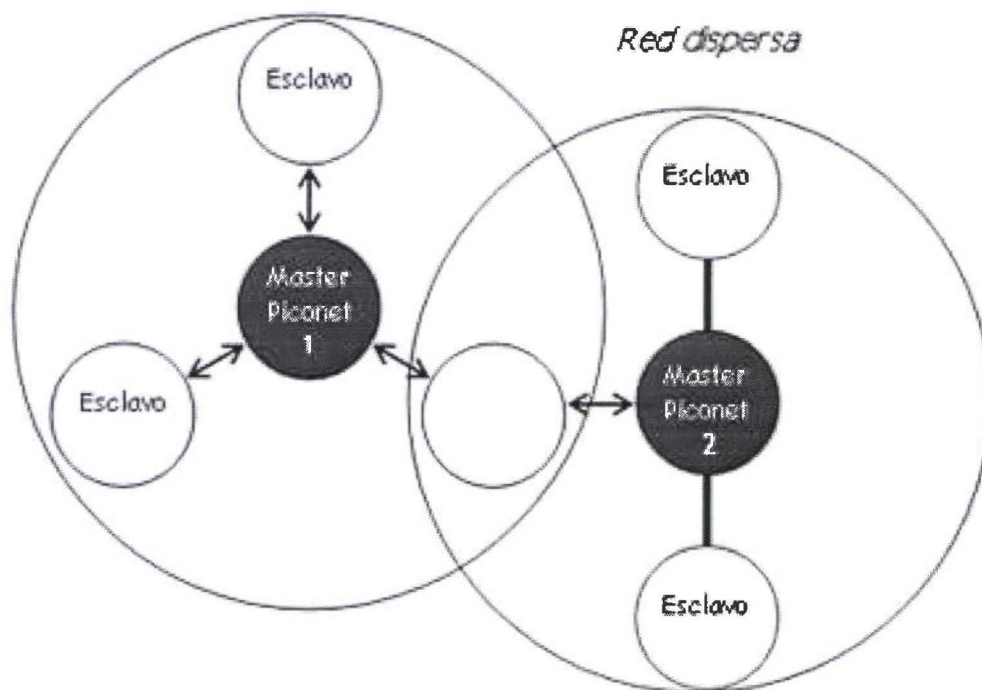 Red dispersa
Esclavo
Master
Piconet
1
Esclavo
Esclavo
Master
Piconet
2
Esclavo